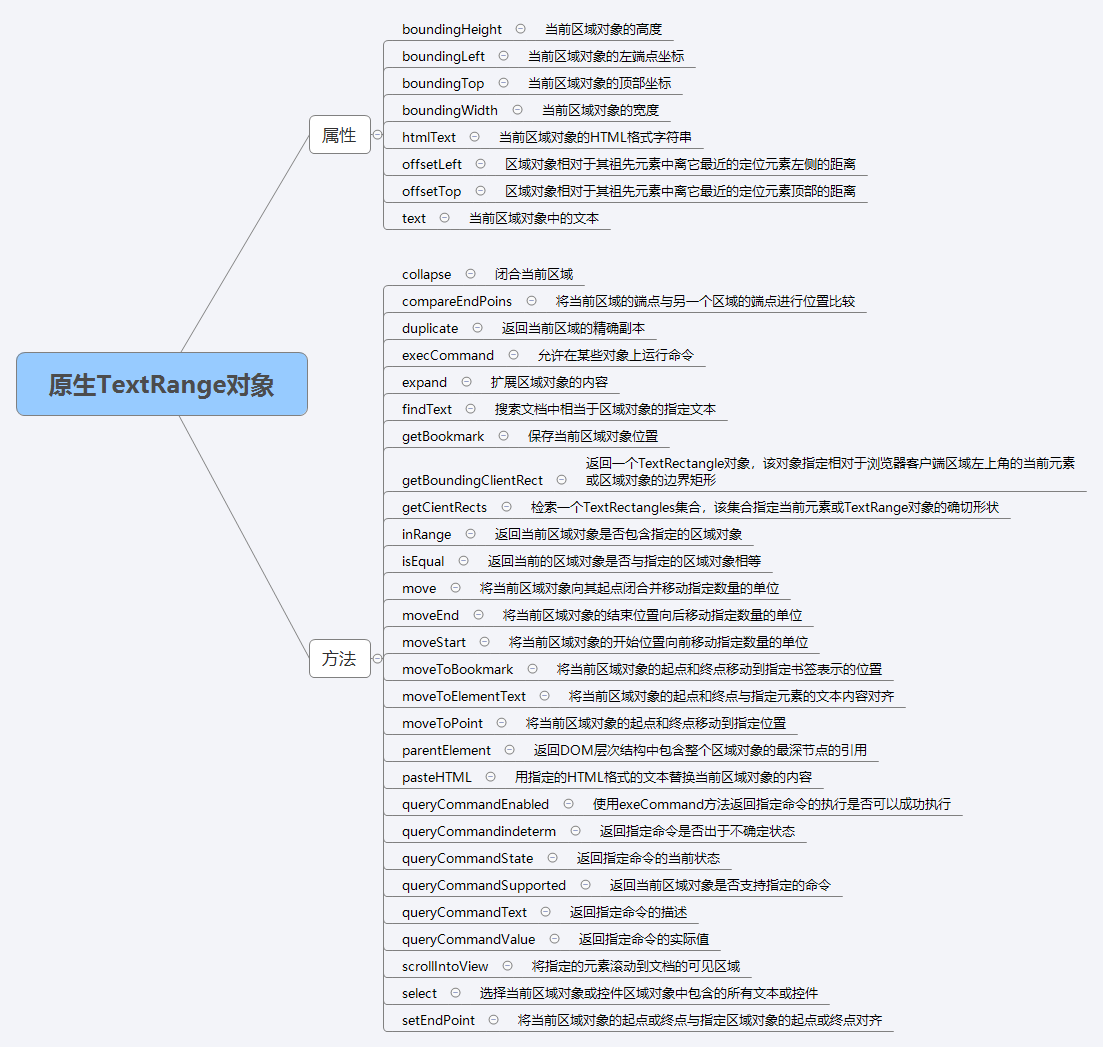 boundingHeight 当前区域对象的高度
boundingLeft 当前区域对象的左端点坐标
boundingTop 当前区域对象的顶部坐标
boundingWidth 当前区域对象的宽度
属性
htmlText 当前区域对象的HTML格式字符串
offsetLeft 区域对象相对于其祖先元素中离它最近的定位元素左侧的距离
offsetTop 区域对象相对于其祖先元素中离它最近的定位元素顶部的距离
text 当前区域对象中的文本
原生TextRange对象
collapse 闭合当前区域
compareEndPoins 将当前区域的端点与另一个区域的端点进行位置比较
duplicate 返回当前区域的精确副本
execCommand 允许在某些对象上运行命令
expand 扩展区域对象的内容
findText 搜索文档中相当于区域对象的指定文本
getBookmark 保存当前区域对象位置
getBoundingClientRect 返回一个TextRectangle对象，该对象指定相对于浏览器客户端区域左上角的当前元素
或区域对象的边界矩形
getCientRects 检索一个TextRectangles集合，该集合指定当前元素或TextRange对象的确切形状
inRange 返回当前区域对象是否包含指定的区域对象
isEqual 返回当前的区域对象是否与指定的区域对象相等
move 将当前区域对象向其起点闭合并移动指定数量的单位
moveEnd 将当前区域对象的结束位置向后移动指定数量的单位
moveStart 将当前区域对象的开始位置向前移动指定数量的单位
方法
moveToBookmark 将当前区域对象的起点和终点移动到指定书签表示的位置
moveToElementText 将当前区域对象的起点和终点与指定元素的文本内容对齐
moveToPoint 将当前区域对象的起点和终点移动到指定位置
parentElement 返回DOM层次结构中包含整个区域对象的最深节点的引用
pasteHTML 用指定的HTML格式的文本替换当前区域对象的内容
queryCommandEnabled 使用exeCommand方法返回指定命令的执行是否可以成功执行
queryCommandindeterm 返回指定命令是否出于不确定状态
queryCommandState 返回指定命令的当前状态
queryCommandSupported 返回当前区域对象是否支持指定的命令
queryCommandText 返回指定命令的描述
queryCommandValue 返回指定命令的实际值
scrollIntoView 将指定的元素滚动到文档的可见区域
select 选择当前区域对象或控件区域对象中包含的所有文本或控件
setEndPoint 将当前区域对象的起点或终点与指定区域对象的起点或终点对齐